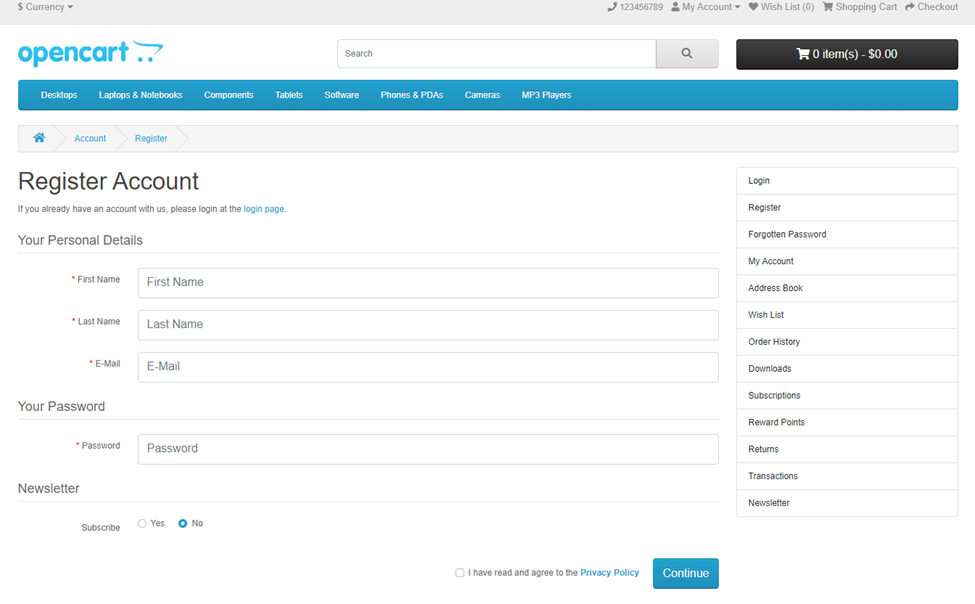 $ Currency 123456789 My Account Wish List (0) Shopping Cart Checkout
opencart Search 0 item(s) - $0.00
Desktops Laptops & Notebooks Components Tablets Software Phones & PDAs Cameras MP3 Players
Account Register
Register Account
If you already have an account with us, please login at the login page.
Your Personal Details
* First Name First Name
* Last Name Last Name
* E-Mail E-Mail
Your Password
* Password Password
Newsletter
Subscribe Yes No
I have read and agree to the Privacy Policy Continue
Login
Register
Forgotten Password
My Account
Address Book
Wish List
Order History
Downloads
Subscriptions
Reward Points
Returns
Transactions
Newsletter